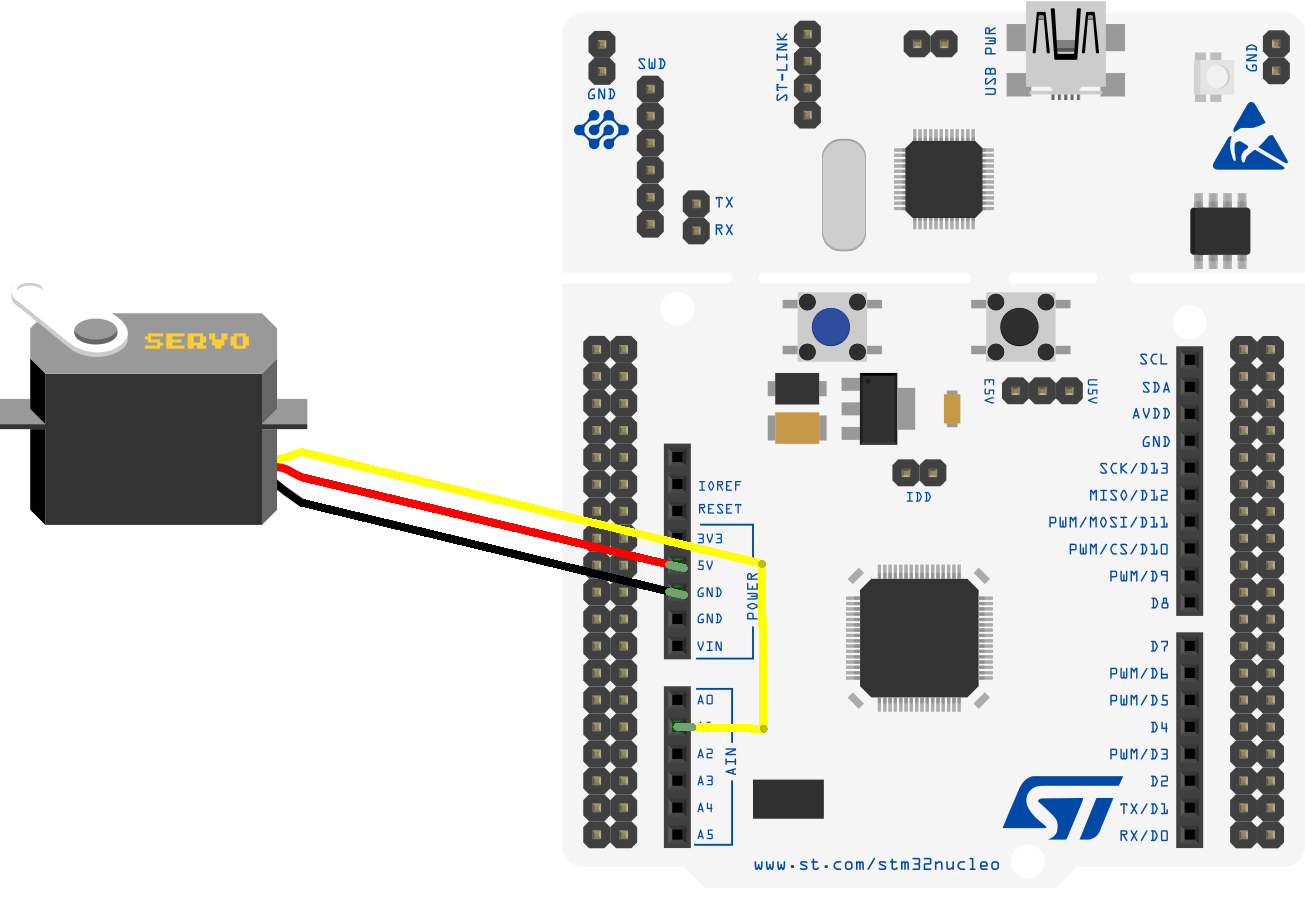 GND
SWD
ST-LINK
USB PWR
GND
TX
RX
SERVO
E5V
U5V
IDD
IOREF
RESET
3V3
5V
GND
GND
VIN
POWER
A0
A2
A3
A4
A5
AIN
SCL
SDA
AVDD
GND
SCK/D13
MISO/D12
PWM/MOSI/D11
PWM/CS/D10
PWM/D9
D8
D7
PWM/D6
PWM/D5
D4
PWM/D3
D2
TX/D1
RX/D0
ST
www.st.com/stm32nucleo